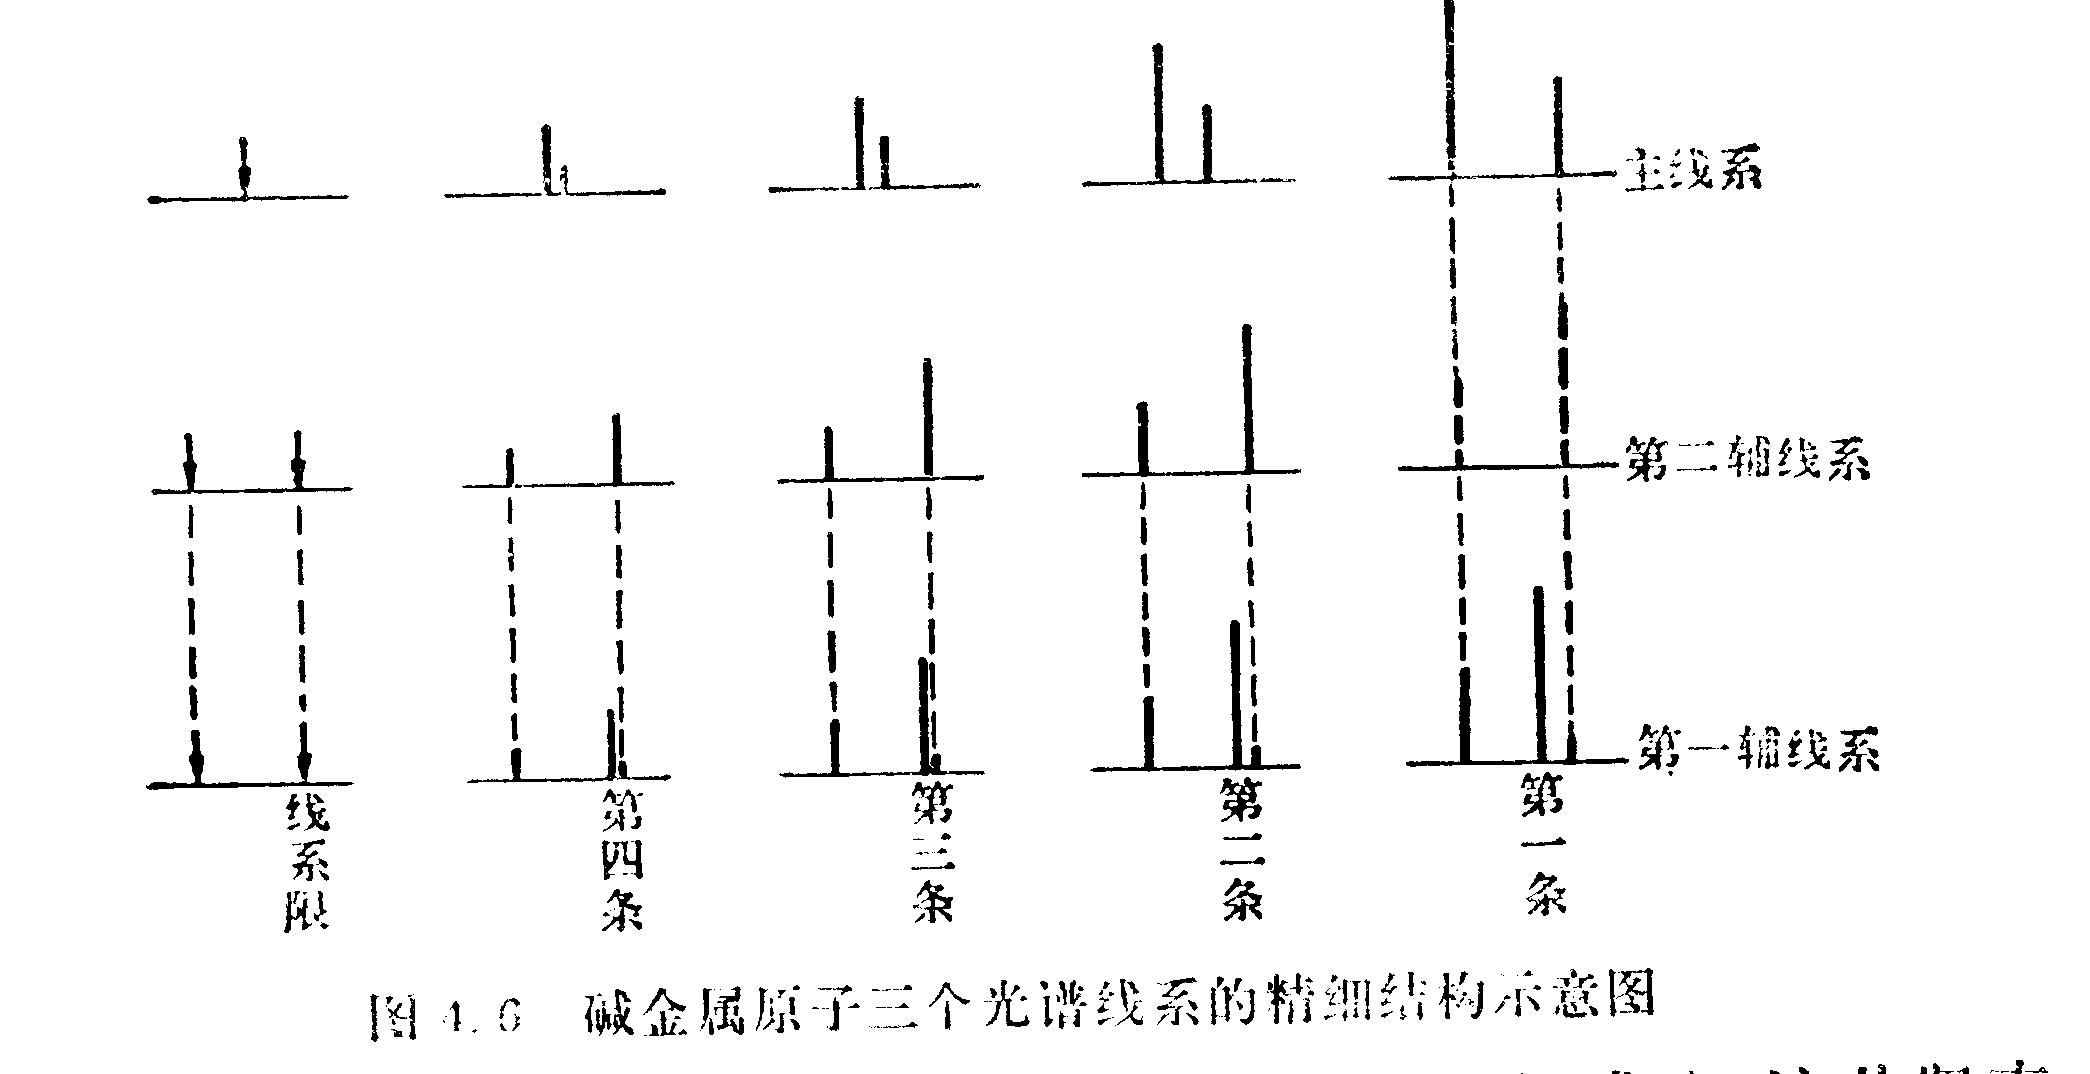 主线系
第二辅线系
第一辅线系
线系限
第四条
第三条
第二条
第一条
图 4.6 碱金属原子三个光谱线系的精细结构示意图